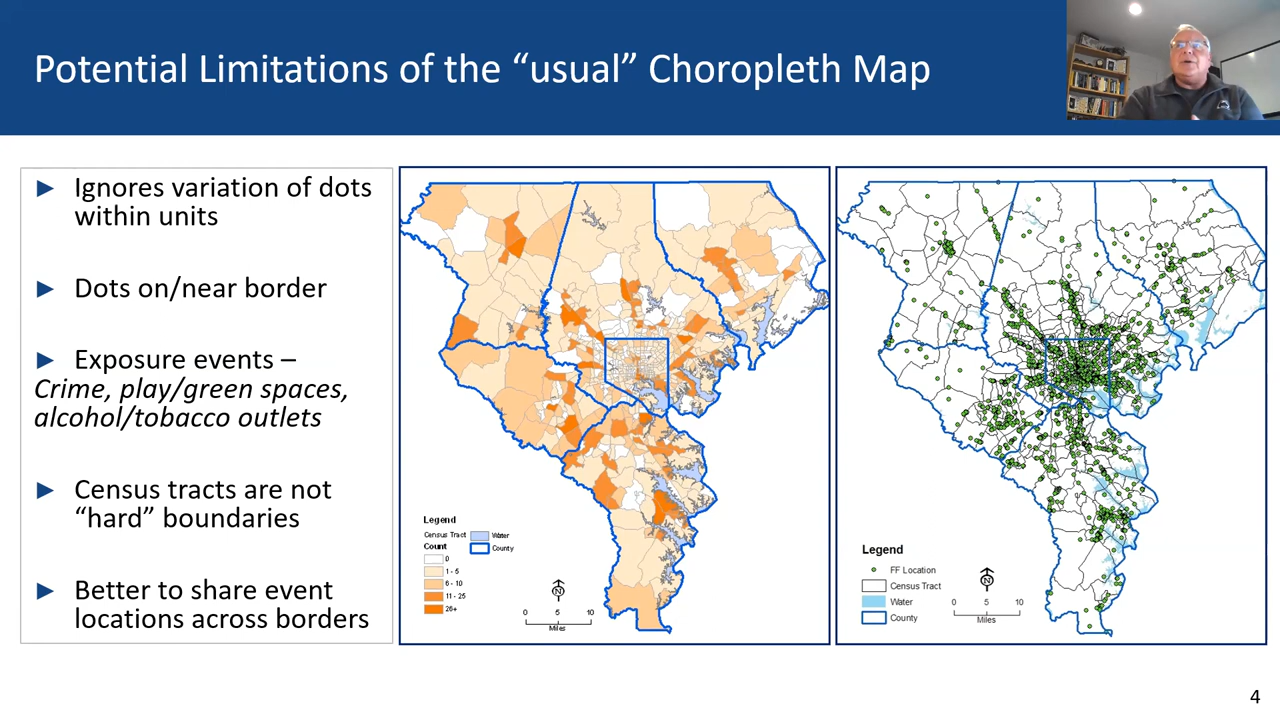 Potential Limitations of the “usual” Choropleth Map
► Ignores variation of dots
within units
► Dots on/near border
► Exposure events –
Crime, play/green spaces,
alcohol/tobacco outlets
► Census tracts are not
“hard” boundaries
► Better to share event
locations across borders
Legend
Census Tract
Count
0
1 - 5
6 - 10
11 - 25
26+
Water
County
N
0 5 10
Miles
Legend
FF Location
Census Tract
Water
County
N
0 5 10
Miles
4